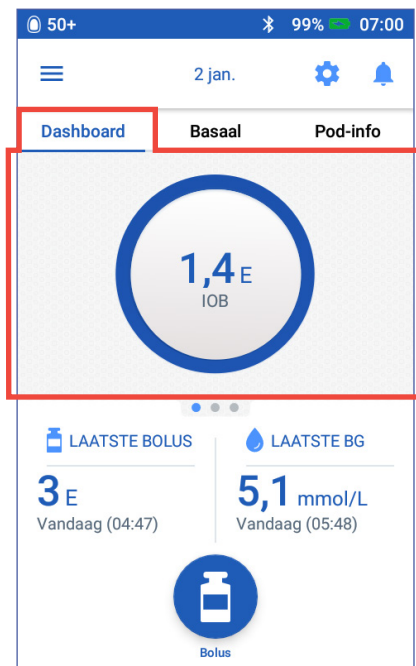 50+ 99% 07:00
2 jan.
Dashboard Basaal Pod-info
1,4 E
IOB
LAATSTE BOLUS LAATSTE BG
3 E 5,1 mmol/L
Vandaag (04:47) Vandaag (05:48)
Bolus